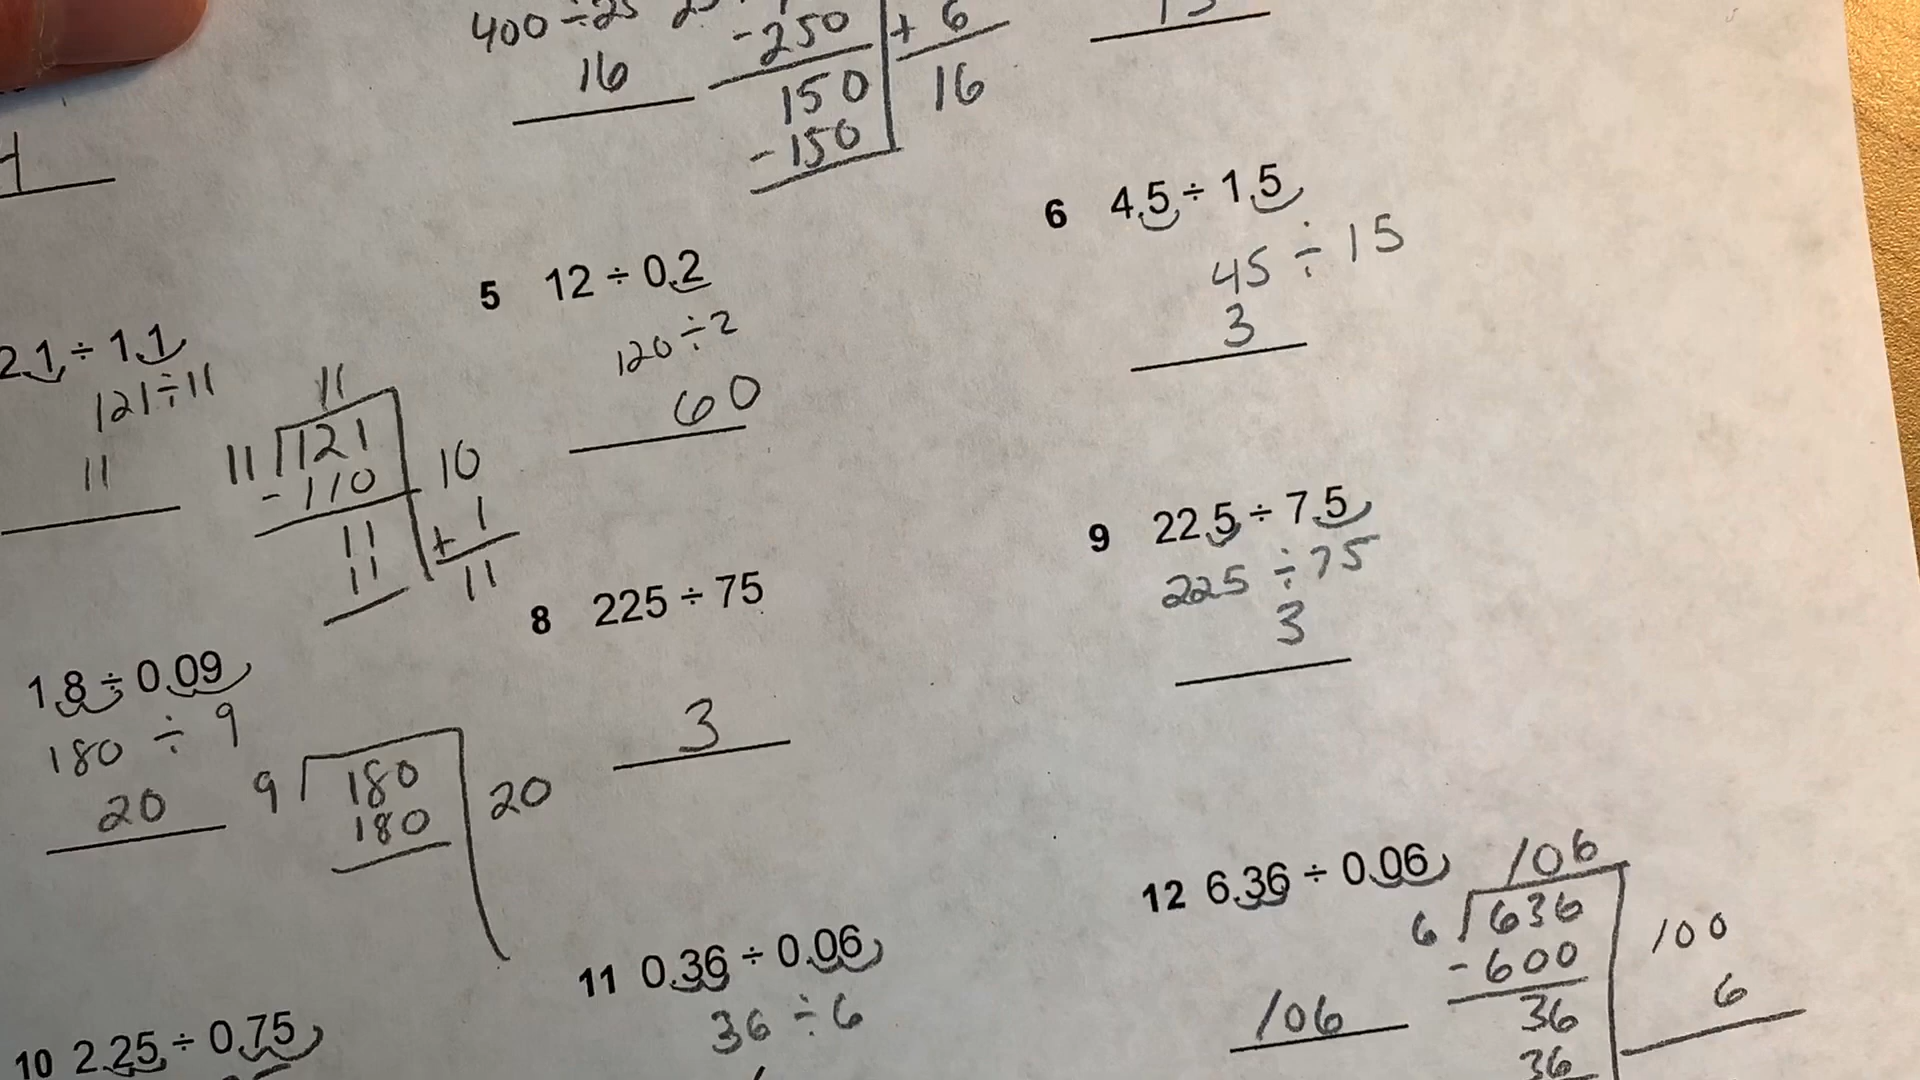 400 ÷ 25
16
-250
150
-150
+ 6
16
5 12 ÷ 0.2
120 ÷ 2
60
6 4.5 ÷ 1.5
45 ÷ 15
3
2.1 ÷ 1.1
121 ÷ 11
11
11
11 121
-110
11
11
10
+ 1
11
8 225 ÷ 75
3
9 22.5 ÷ 7.5
225 ÷ 75
3
1.8 ÷ 0.09
180 ÷ 9
20
9 180
180
20
11 0.36 ÷ 0.06
36 ÷ 6
12 6.36 ÷ 0.06
106
106
6 636
-600
36
36
100
6
10 2.25 ÷ 0.75